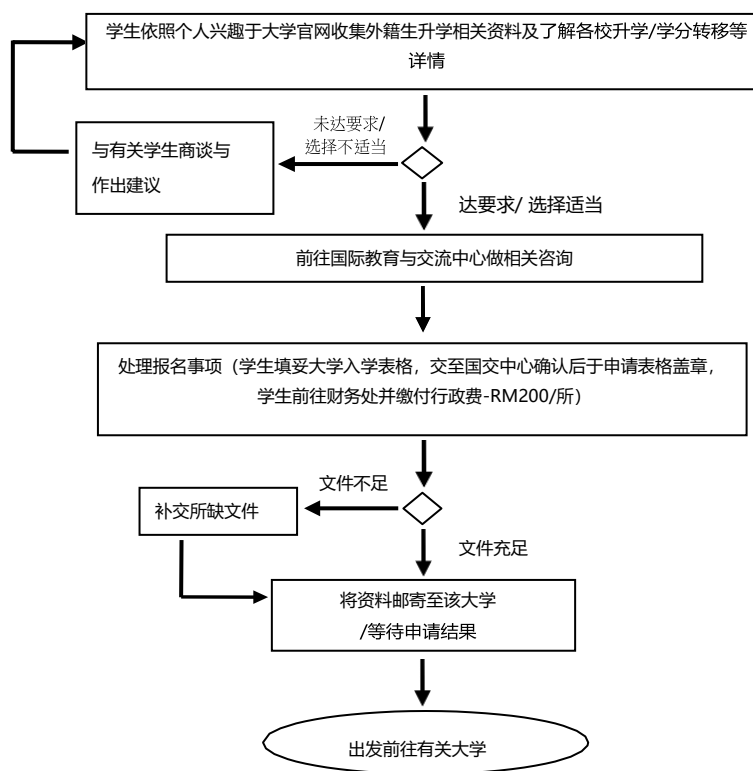 学生依照个人兴趣于大学官网收集外籍生升学相关资料及了解各校升学/学分转移等
详情
未达要求/
选择不适当
与有关学生商谈与
作出建议
达要求/ 选择适当
前往国际教育与交流中心做相关咨询
处理报名事项（学生填妥大学入学表格，交至国交中心确认后于申请表格盖章，
学生前往财务处并缴付行政费-RM200/所）
文件不足
补交所缺文件
文件充足
将资料邮寄至该大学
/等待申请结果
出发前往有关大学